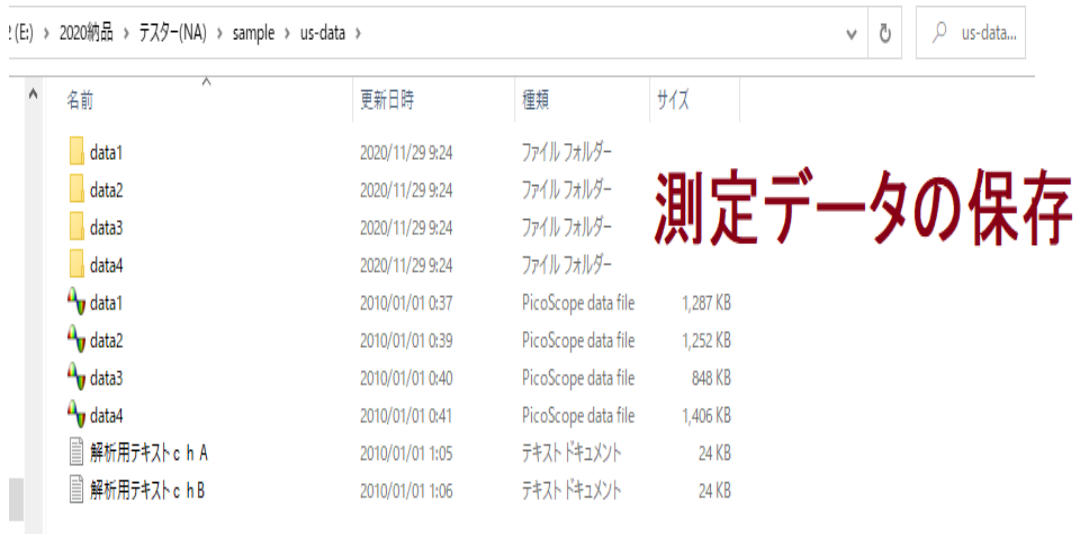 : (E:) › 2020納品 › テスター(NA) › sample › us-data › us-data...
名前 更新日時 種類 サイズ
data1 2020/11/29 9:24 ファイル フォルダー
data2 2020/11/29 9:24 ファイル フォルダー
測定データの保存
data3 2020/11/29 9:24 ファイル フォルダー
data4 2020/11/29 9:24 ファイル フォルダー
data1 2010/01/01 0:37 PicoScope data file 1,287 KB
data2 2010/01/01 0:39 PicoScope data file 1,252 KB
data3 2010/01/01 0:40 PicoScope data file 848 KB
data4 2010/01/01 0:41 PicoScope data file 1,406 KB
解析用テキストｃｈA 2010/01/01 1:05 テキスト ドキュメント 24 KB
解析用テキストｃｈB 2010/01/01 1:06 テキスト ドキュメント 24 KB